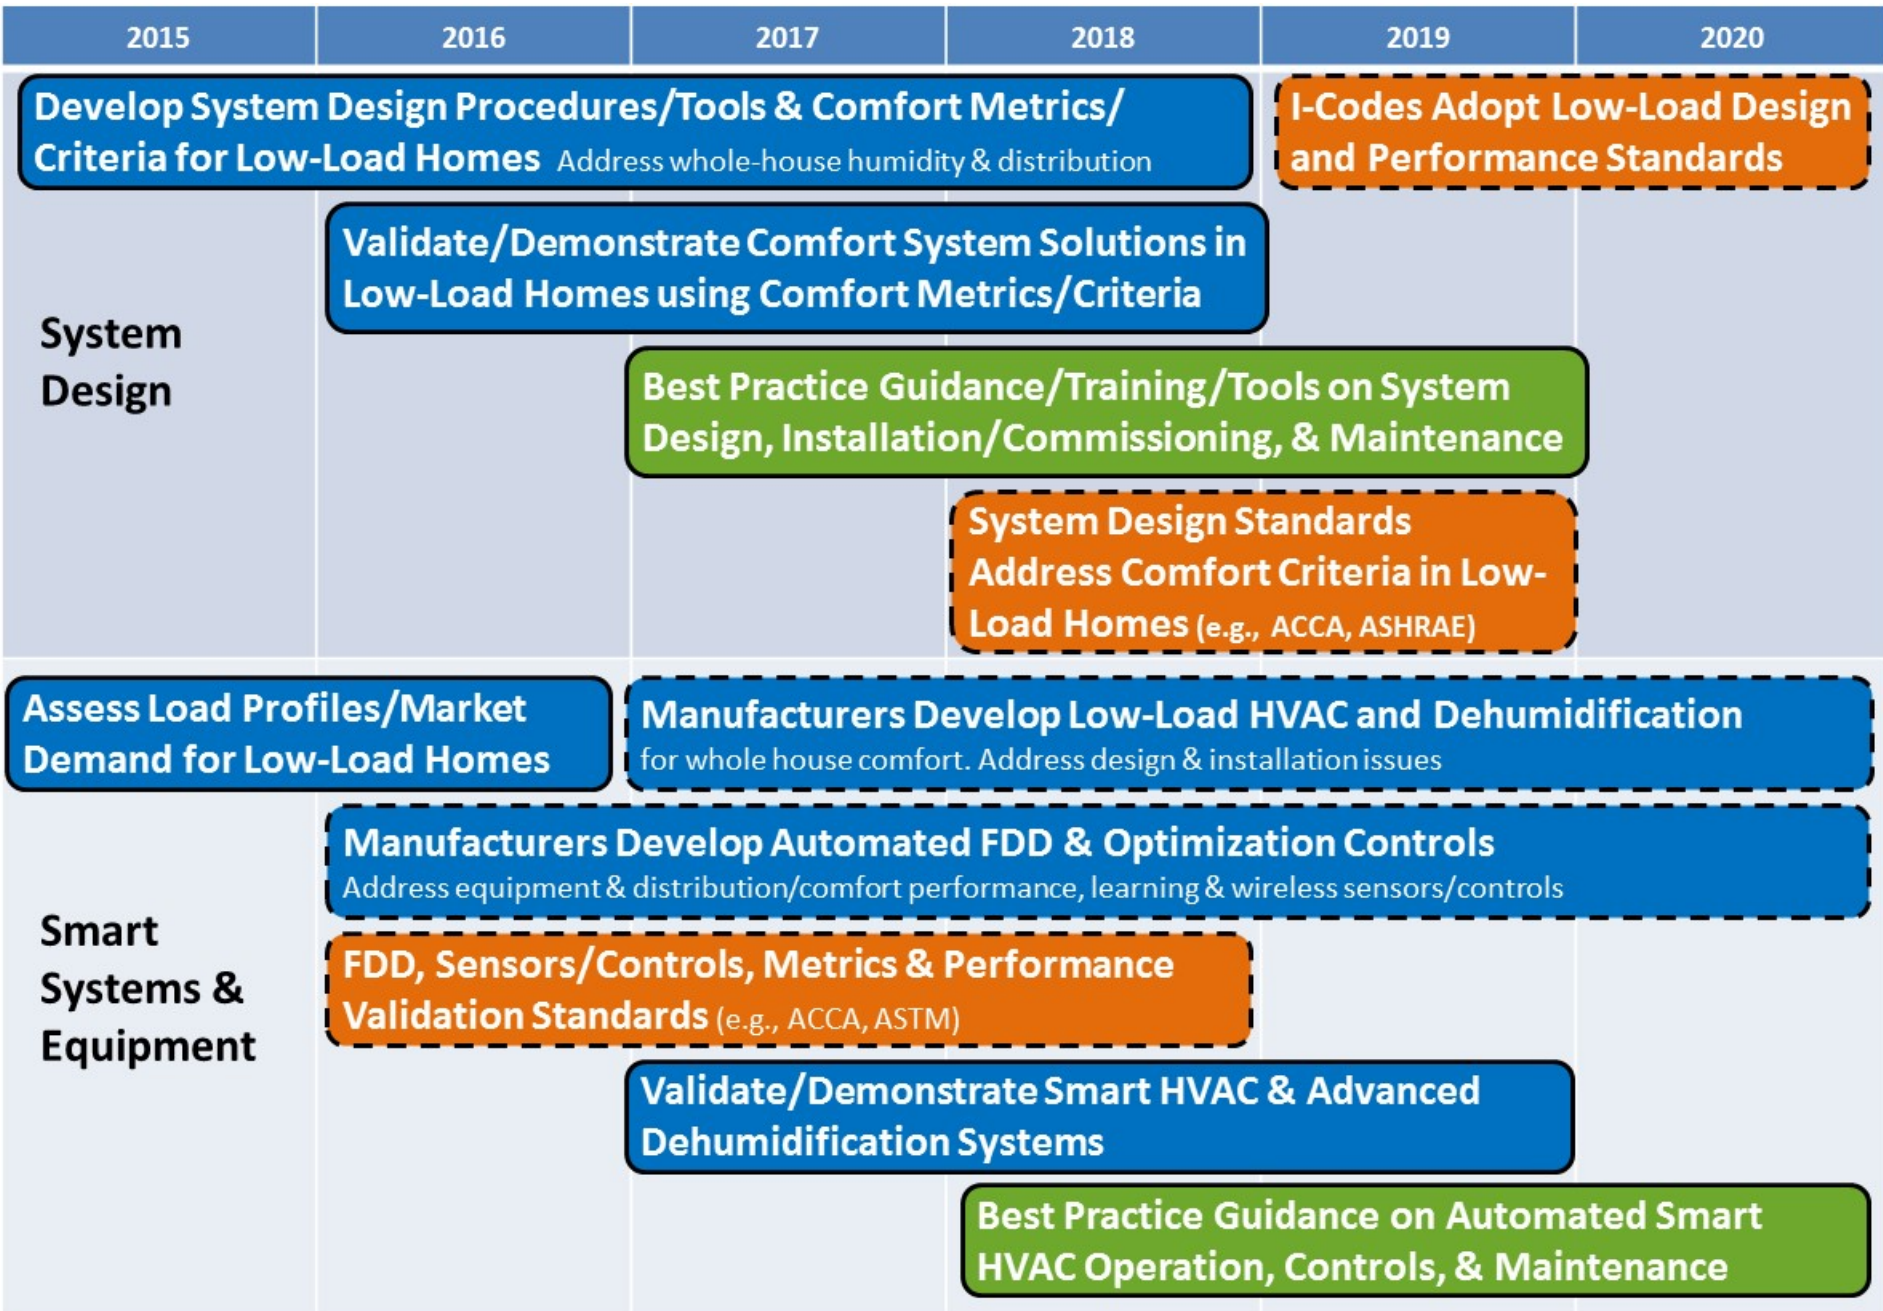 2015 2016 2017 2018 2019 2020
Develop System Design Procedures/Tools & Comfort Metrics/
Criteria for Low-Load Homes Address whole-house humidity & distribution
I-Codes Adopt Low-Load Design
and Performance Standards
Validate/Demonstrate Comfort System Solutions in
Low-Load Homes using Comfort Metrics/Criteria
System
Design
Best Practice Guidance/Training/Tools on System
Design, Installation/Commissioning, & Maintenance
System Design Standards
Address Comfort Criteria in Low-
Load Homes (e.g., ACCA, ASHRAE)
Assess Load Profiles/Market
Demand for Low-Load Homes
Manufacturers Develop Low-Load HVAC and Dehumidification
for whole house comfort. Address design & installation issues
Manufacturers Develop Automated FDD & Optimization Controls
Address equipment & distribution/comfort performance, learning & wireless sensors/controls
Smart
Systems &
Equipment
FDD, Sensors/Controls, Metrics & Performance
Validation Standards (e.g., ACCA, ASTM)
Validate/Demonstrate Smart HVAC & Advanced
Dehumidification Systems
Best Practice Guidance on Automated Smart
HVAC Operation, Controls, & Maintenance